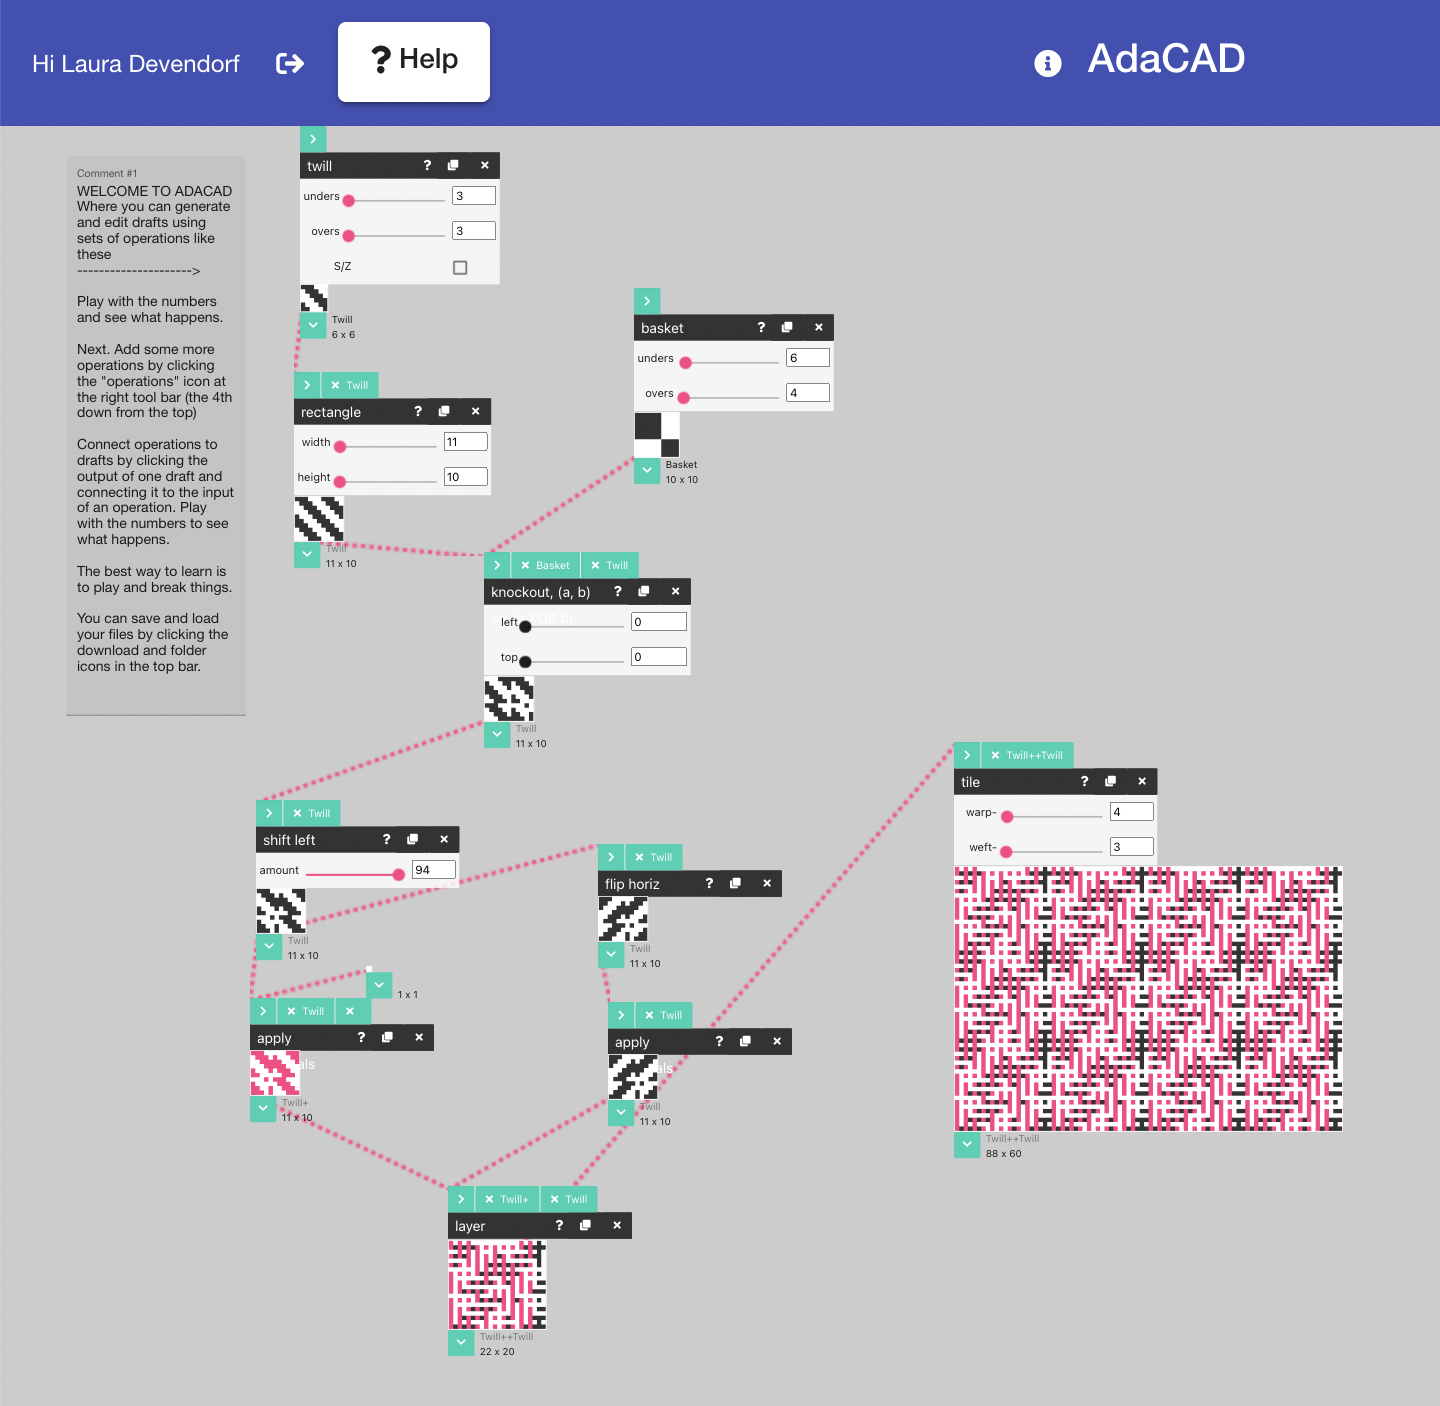 Hi Laura Devendorf
? Help
AdaCAD
Comment #1
WELCOME TO ADACAD
Where you can generate
and edit drafts using
sets of operations like
these
--------------------->
Play with the numbers
and see what happens.
Next. Add some more
operations by clicking
the "operations" icon at
the right tool bar (the 4th
down from the top)
Connect operations to
drafts by clicking the
output of one draft and
connecting it to the input
of an operation. Play
with the numbers to see
what happens.
The best way to learn is
to play and break things.
You can save and load
your files by clicking the
download and folder
icons in the top bar.
twill ?
unders 3
overs 3
S/Z
Twill
6 x 6
basket ?
unders 6
overs 4
Basket
10 x 10
Twill
rectangle ?
width 11
height 10
Twill
11 x 10
Basket Twill
knockout, (a, b) ?
left 0
top 0
Twill
11 x 10
Twill
shift left ?
amount 94
Twill
11 x 10
1 x 1
Twill
flip horiz ?
Twill
11 x 10
Twill
apply ?
als
Twill+
11 x 10
Twill
apply ?
als
Twill
11 x 10
Twill+ Twill
layer ?
Twill++Twill
22 x 20
Twill++Twill
tile ?
warp- 4
weft- 3
Twill++Twill
88 x 60